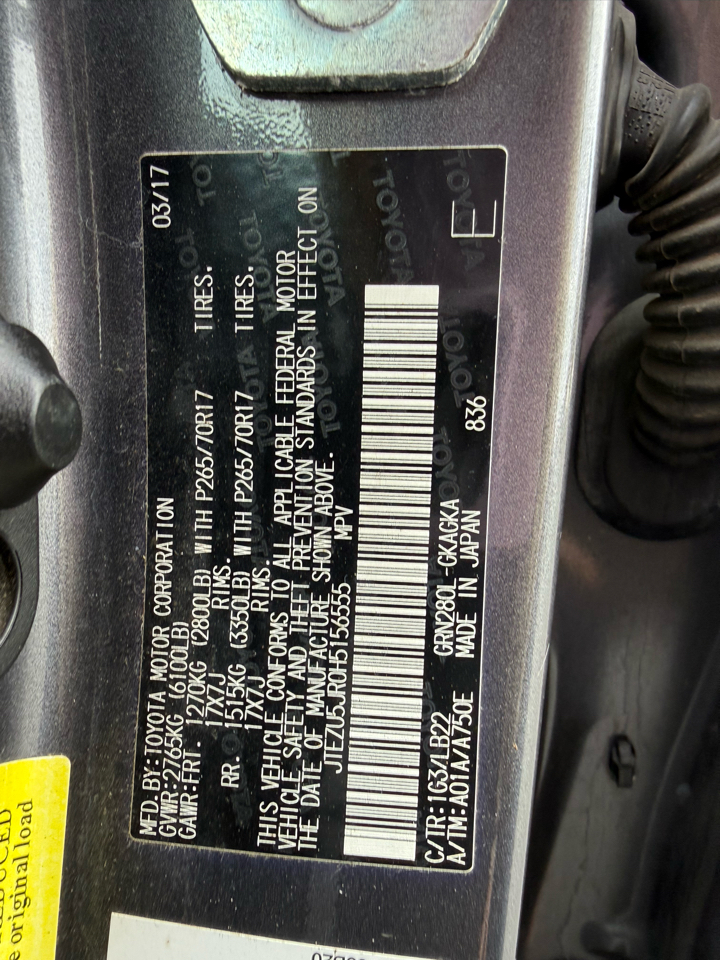 MFD. BY:TOYOTA MOTOR CORPORATION 03/17
GVWR:2765KG (6100LB)
GAWR:FRT. 1270KG (2800LB) WITH P265/70R17 TIRES.
17X7J RIMS.
RR. 1515KG (3350LB) WITH P265/70R17 TIRES.
17X7J RIMS.
THIS VEHICLE CONFORMS TO ALL APPLICABLE FEDERAL MOTOR
VEHICLE SAFETY AND THEFT PREVENTION STANDARDS IN EFFECT ON
THE DATE OF MANUFACTURE SHOWN ABOVE.
JTEZU5JR0H5156555 MPV
C/TR:1G3/LB22 GRN280L-GKAGKA 836
A/TM:A01A/A750E MADE IN JAPAN
E
TOYOTA
e original load